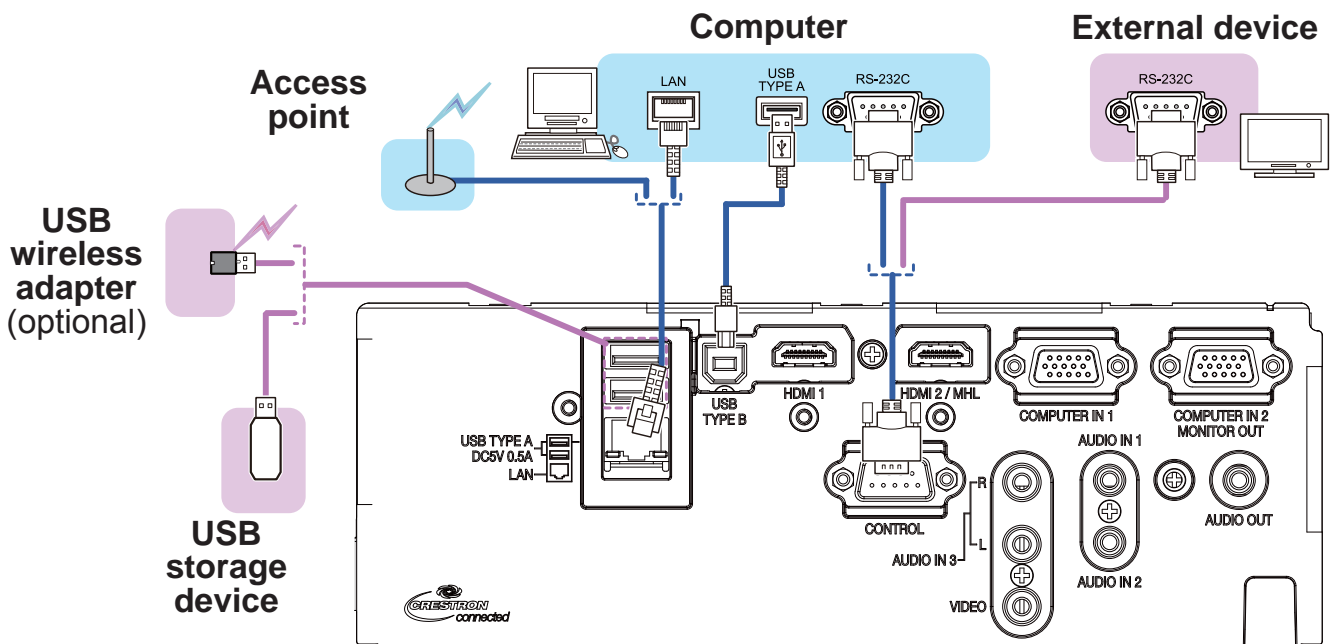 Computer
External device
Access
point
LAN
USB
TYPE A
RS-232C
RS-232C
USB
wireless
adapter
(optional)
USB
storage
device
USB TYPE A
DC5V 0.5A
LAN
USB
TYPE B
HDMI 1
HDMI 2 / MHL
COMPUTER IN 1
COMPUTER IN 2
MONITOR OUT
CONTROL
R
L
AUDIO IN 3
VIDEO
AUDIO IN 1
AUDIO IN 2
AUDIO OUT
CRESTRON
connected